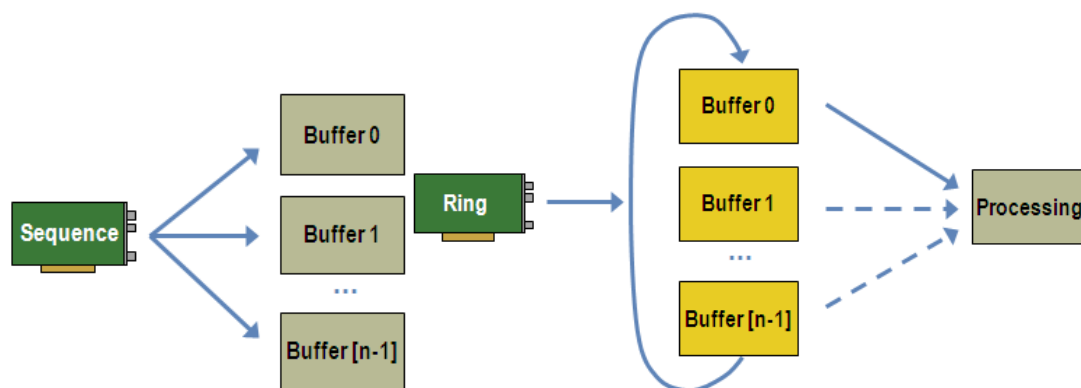 Sequence
Buffer 0
Buffer 1
...
Buffer [n-1]
Ring
Buffer 0
Buffer 1
...
Buffer [n-1]
Processing